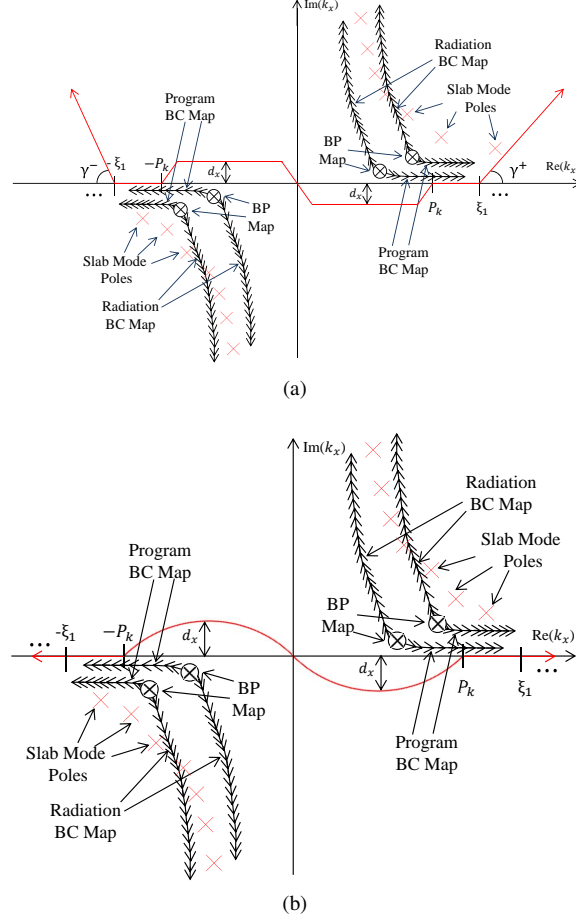 Im(kₓ)
Radiation
BC Map
Slab Mode
Poles
Program
BC Map
BP
Map
γ⁻
- ξ₁
−Pₖ
dₓ
...
Re(kₓ)
γ⁺
dₓ
Pₖ
ξ₁
...
BP
Map
Program
BC Map
Slab Mode
Poles
Radiation
BC Map
(a)
Im(kₓ)
Radiation
BC Map
Slab Mode
Poles
Program
BC Map
BP
Map
-ξ₁
−Pₖ
dₓ
...
Re(kₓ)
dₓ
Pₖ
ξ₁
...
BP
Map
Slab Mode
Poles
Program
BC Map
Radiation
BC Map
(b)